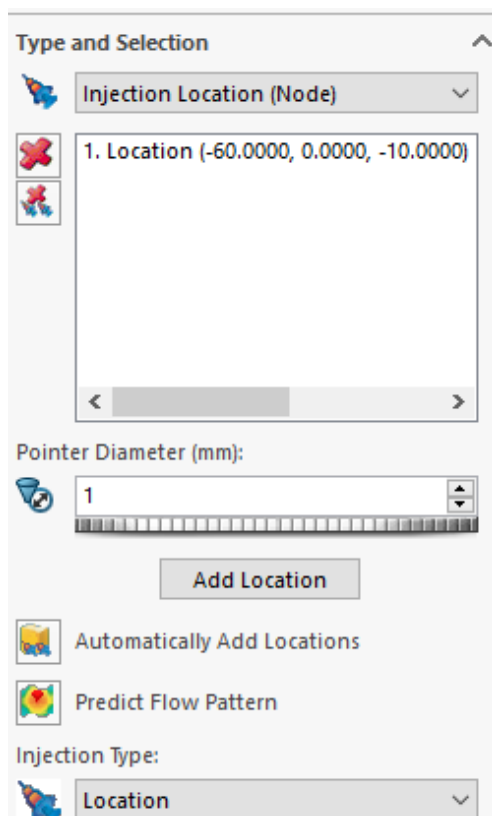 Type and Selection
Injection Location (Node)
1. Location (-60.0000, 0.0000, -10.0000)
Pointer Diameter (mm):
1
Add Location
Automatically Add Locations
Predict Flow Pattern
Injection Type:
Location